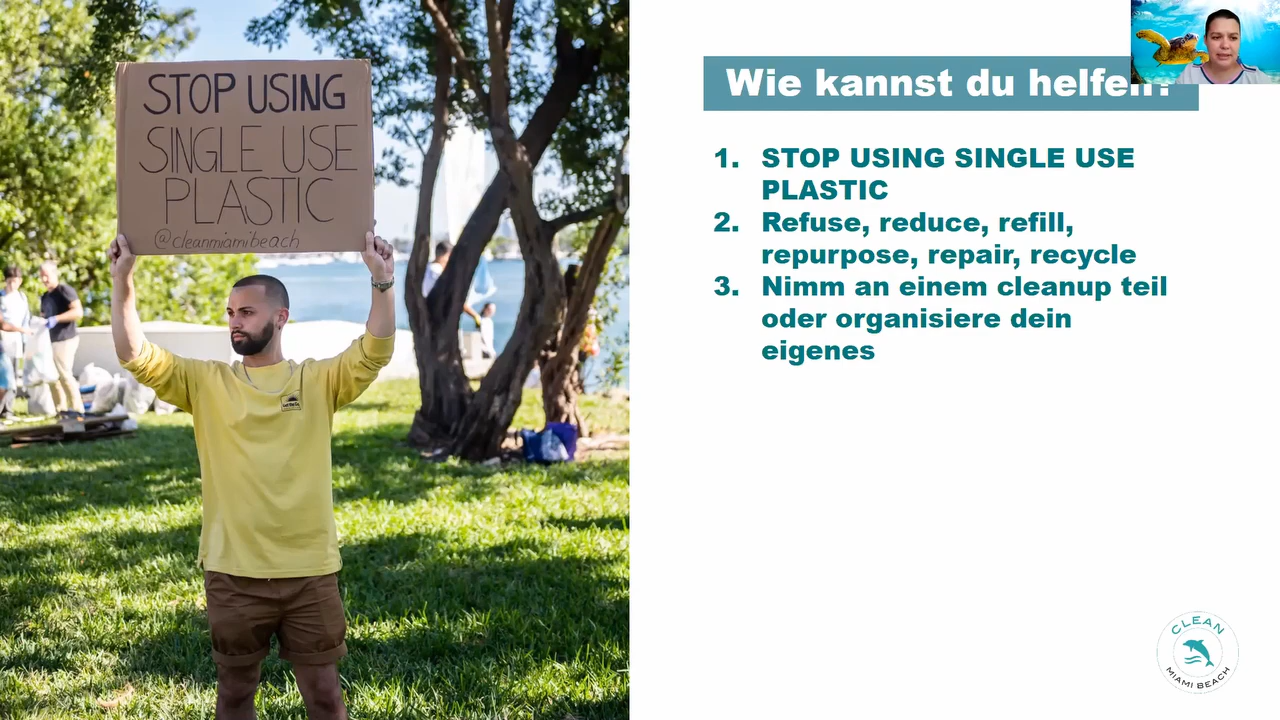 STOP USING
SINGLE USE
PLASTIC
@cleanmiamibeach
Wie kannst du helfen?
1. STOP USING SINGLE USE
PLASTIC
2. Refuse, reduce, refill,
repurpose, repair, recycle
3. Nimm an einem cleanup teil
oder organisiere dein
eigenes
CLEAN
MIAMI BEACH